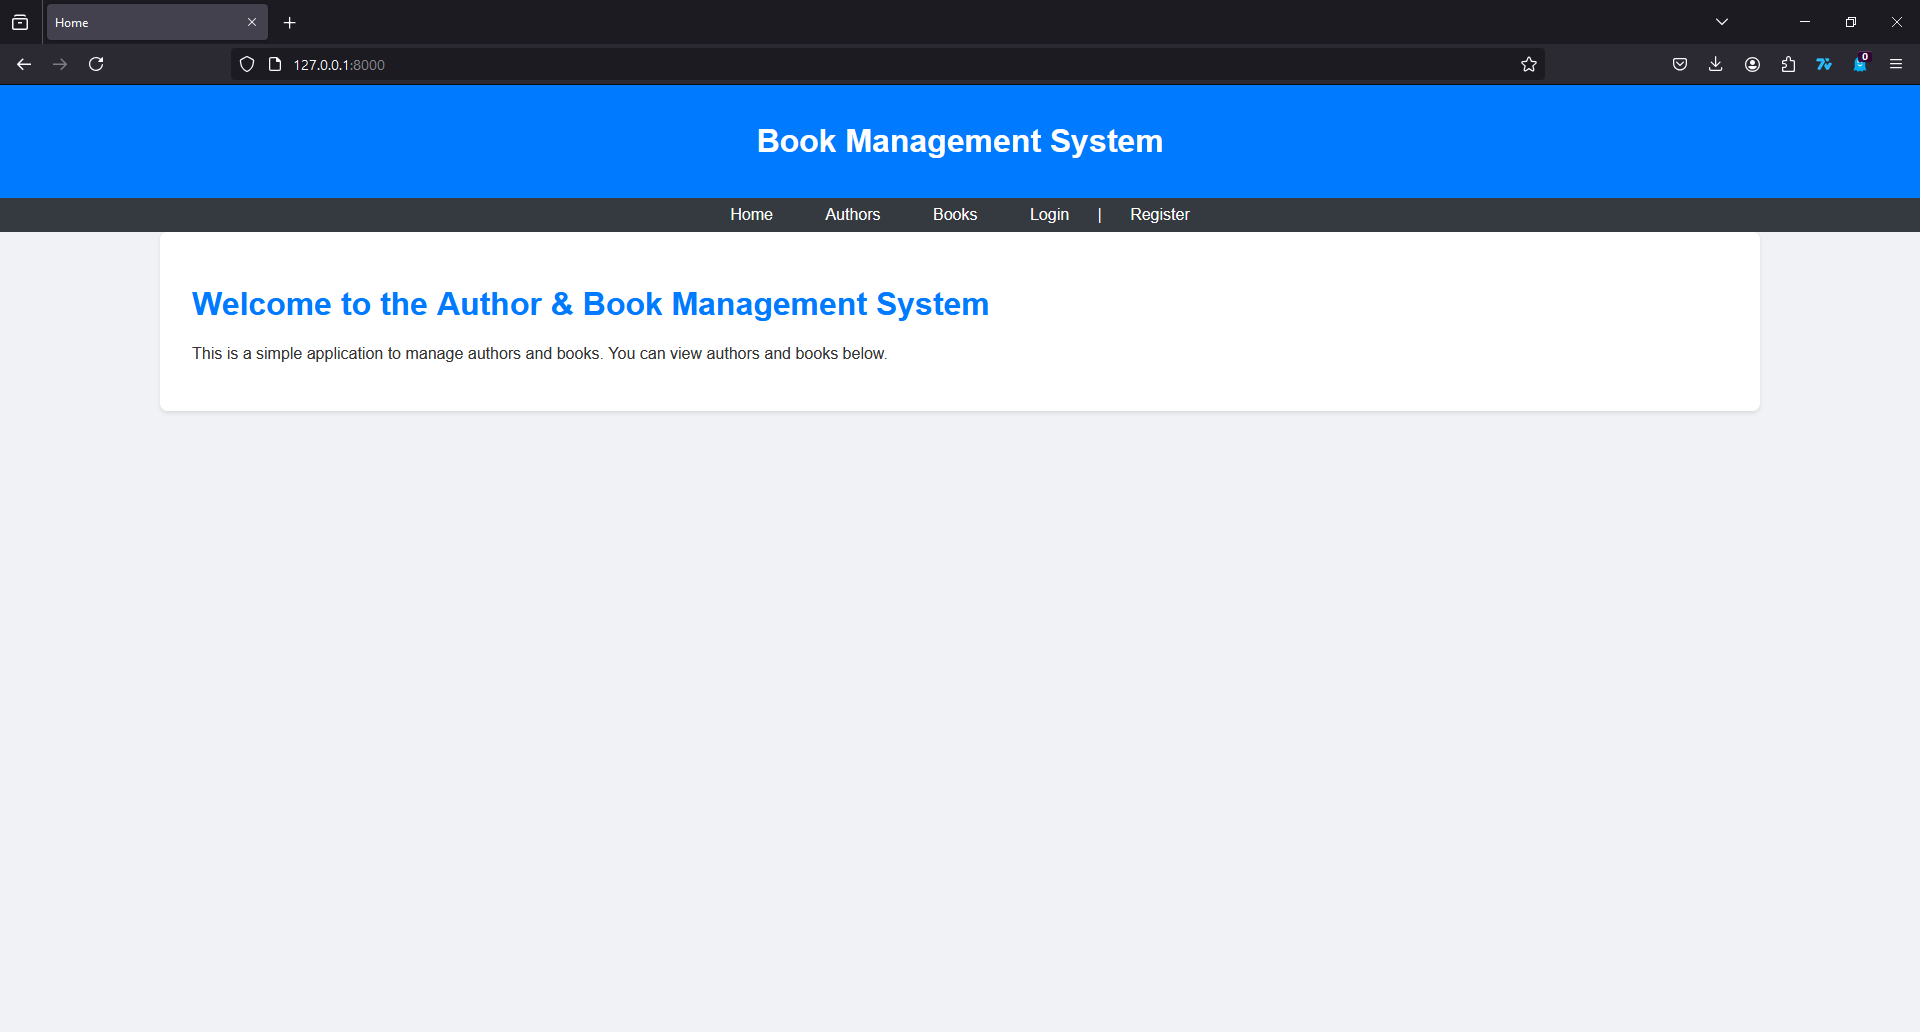 Home
127.0.0.1:8000
0
Book Management System
Home Authors Books Login | Register
Welcome to the Author & Book Management System
This is a simple application to manage authors and books. You can view authors and books below.